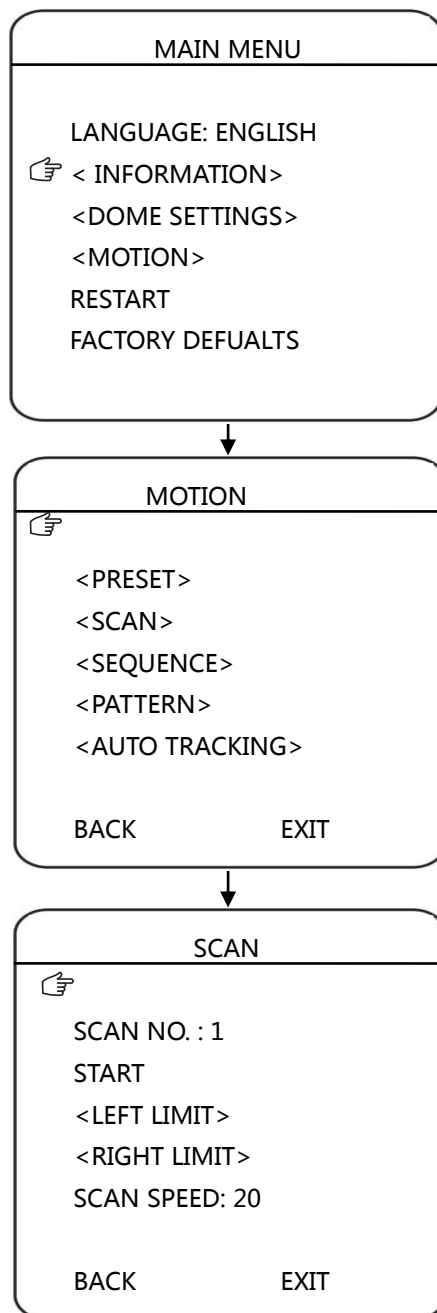 MAIN MENU
LANGUAGE: ENGLISH
< INFORMATION>
<DOME SETTINGS>
<MOTION>
RESTART
FACTORY DEFUALTS
MOTION
<PRESET>
<SCAN>
<SEQUENCE>
<PATTERN>
<AUTO TRACKING>
BACK EXIT
SCAN
SCAN NO. : 1
START
<LEFT LIMIT>
<RIGHT LIMIT>
SCAN SPEED: 20
BACK EXIT